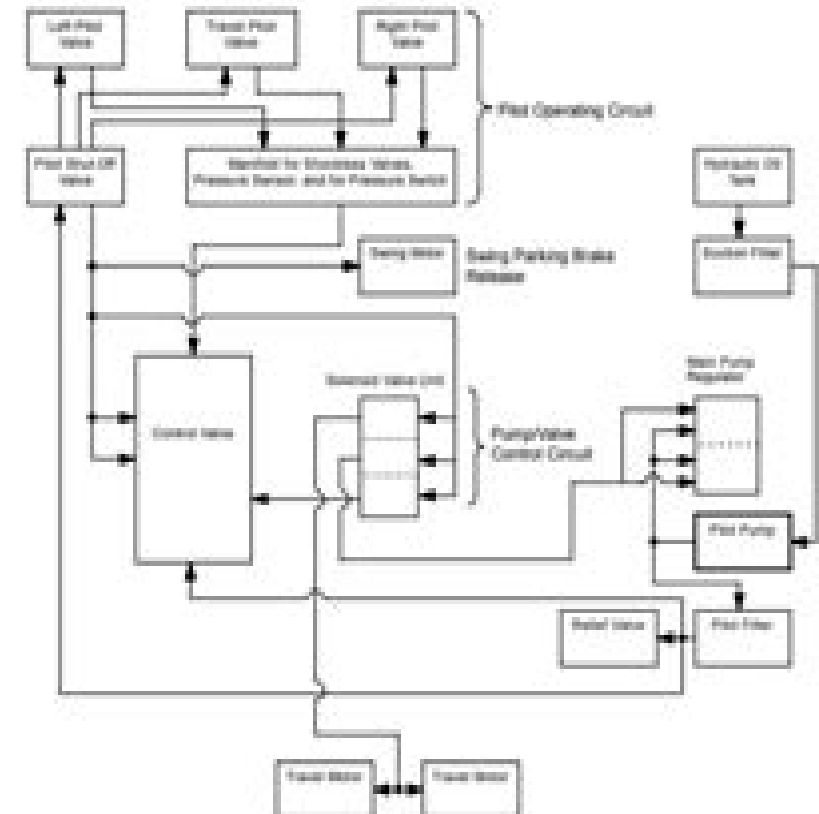 Left Pilot
Valve
Travel Pilot
Valve
Right Pilot
Valve
Pilot Operating Circuit
Pilot Shut-Off
Valve
Manifold for Shockless Valves,
Pressure Sensor, and for Pressure Switch
Hydraulic Oil
Tank
Swing Motor
Swing Parking Brake
Release
Suction Filter
Solenoid Valve Unit
Main Pump
Regulator
Control Valve
Pump/Valve
Control Circuit
Pilot Pump
Relief Valve
Pilot Filter
Travel Motor
Travel Motor